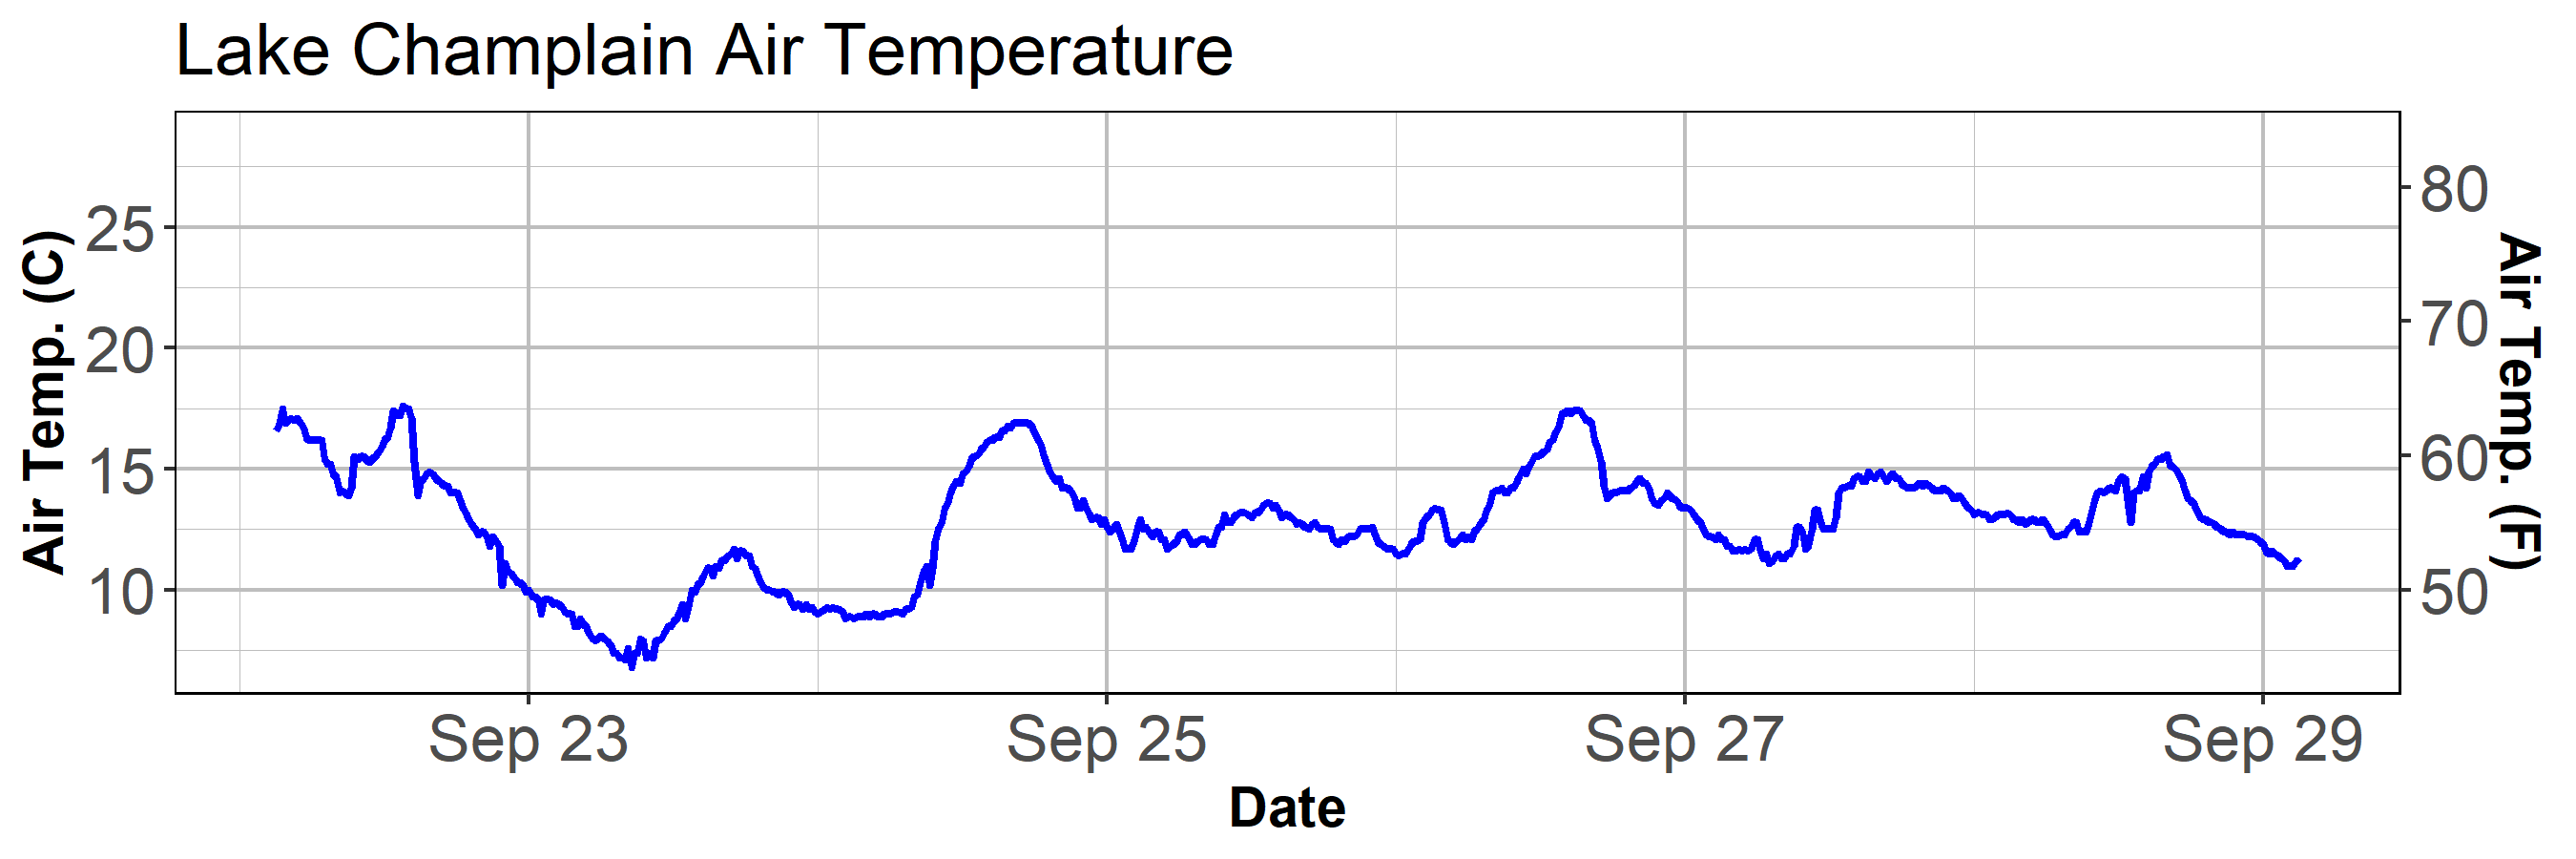 Lake Champlain Air Temperature
Air Temp. (C)
25
20
15
10
80
70
60
50
Air Temp. (F)
Sep 23
Sep 25
Sep 27
Sep 29
Date